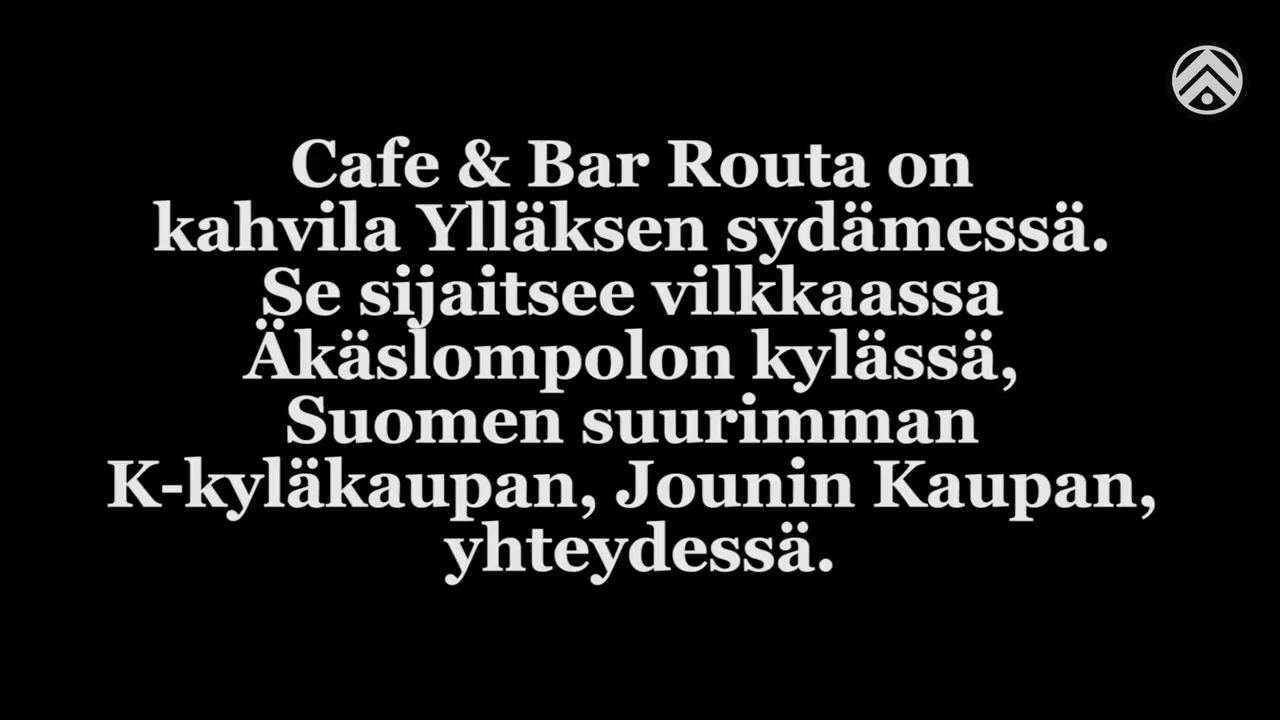 Cafe & Bar Routa on
kahvila Ylläksen sydämessä.
Se sijaitsee vilkkaassa
Äkäslompolon kylässä,
Suomen suurimman
K-kyläkaupan, Jounin Kaupan,
yhteydessä.